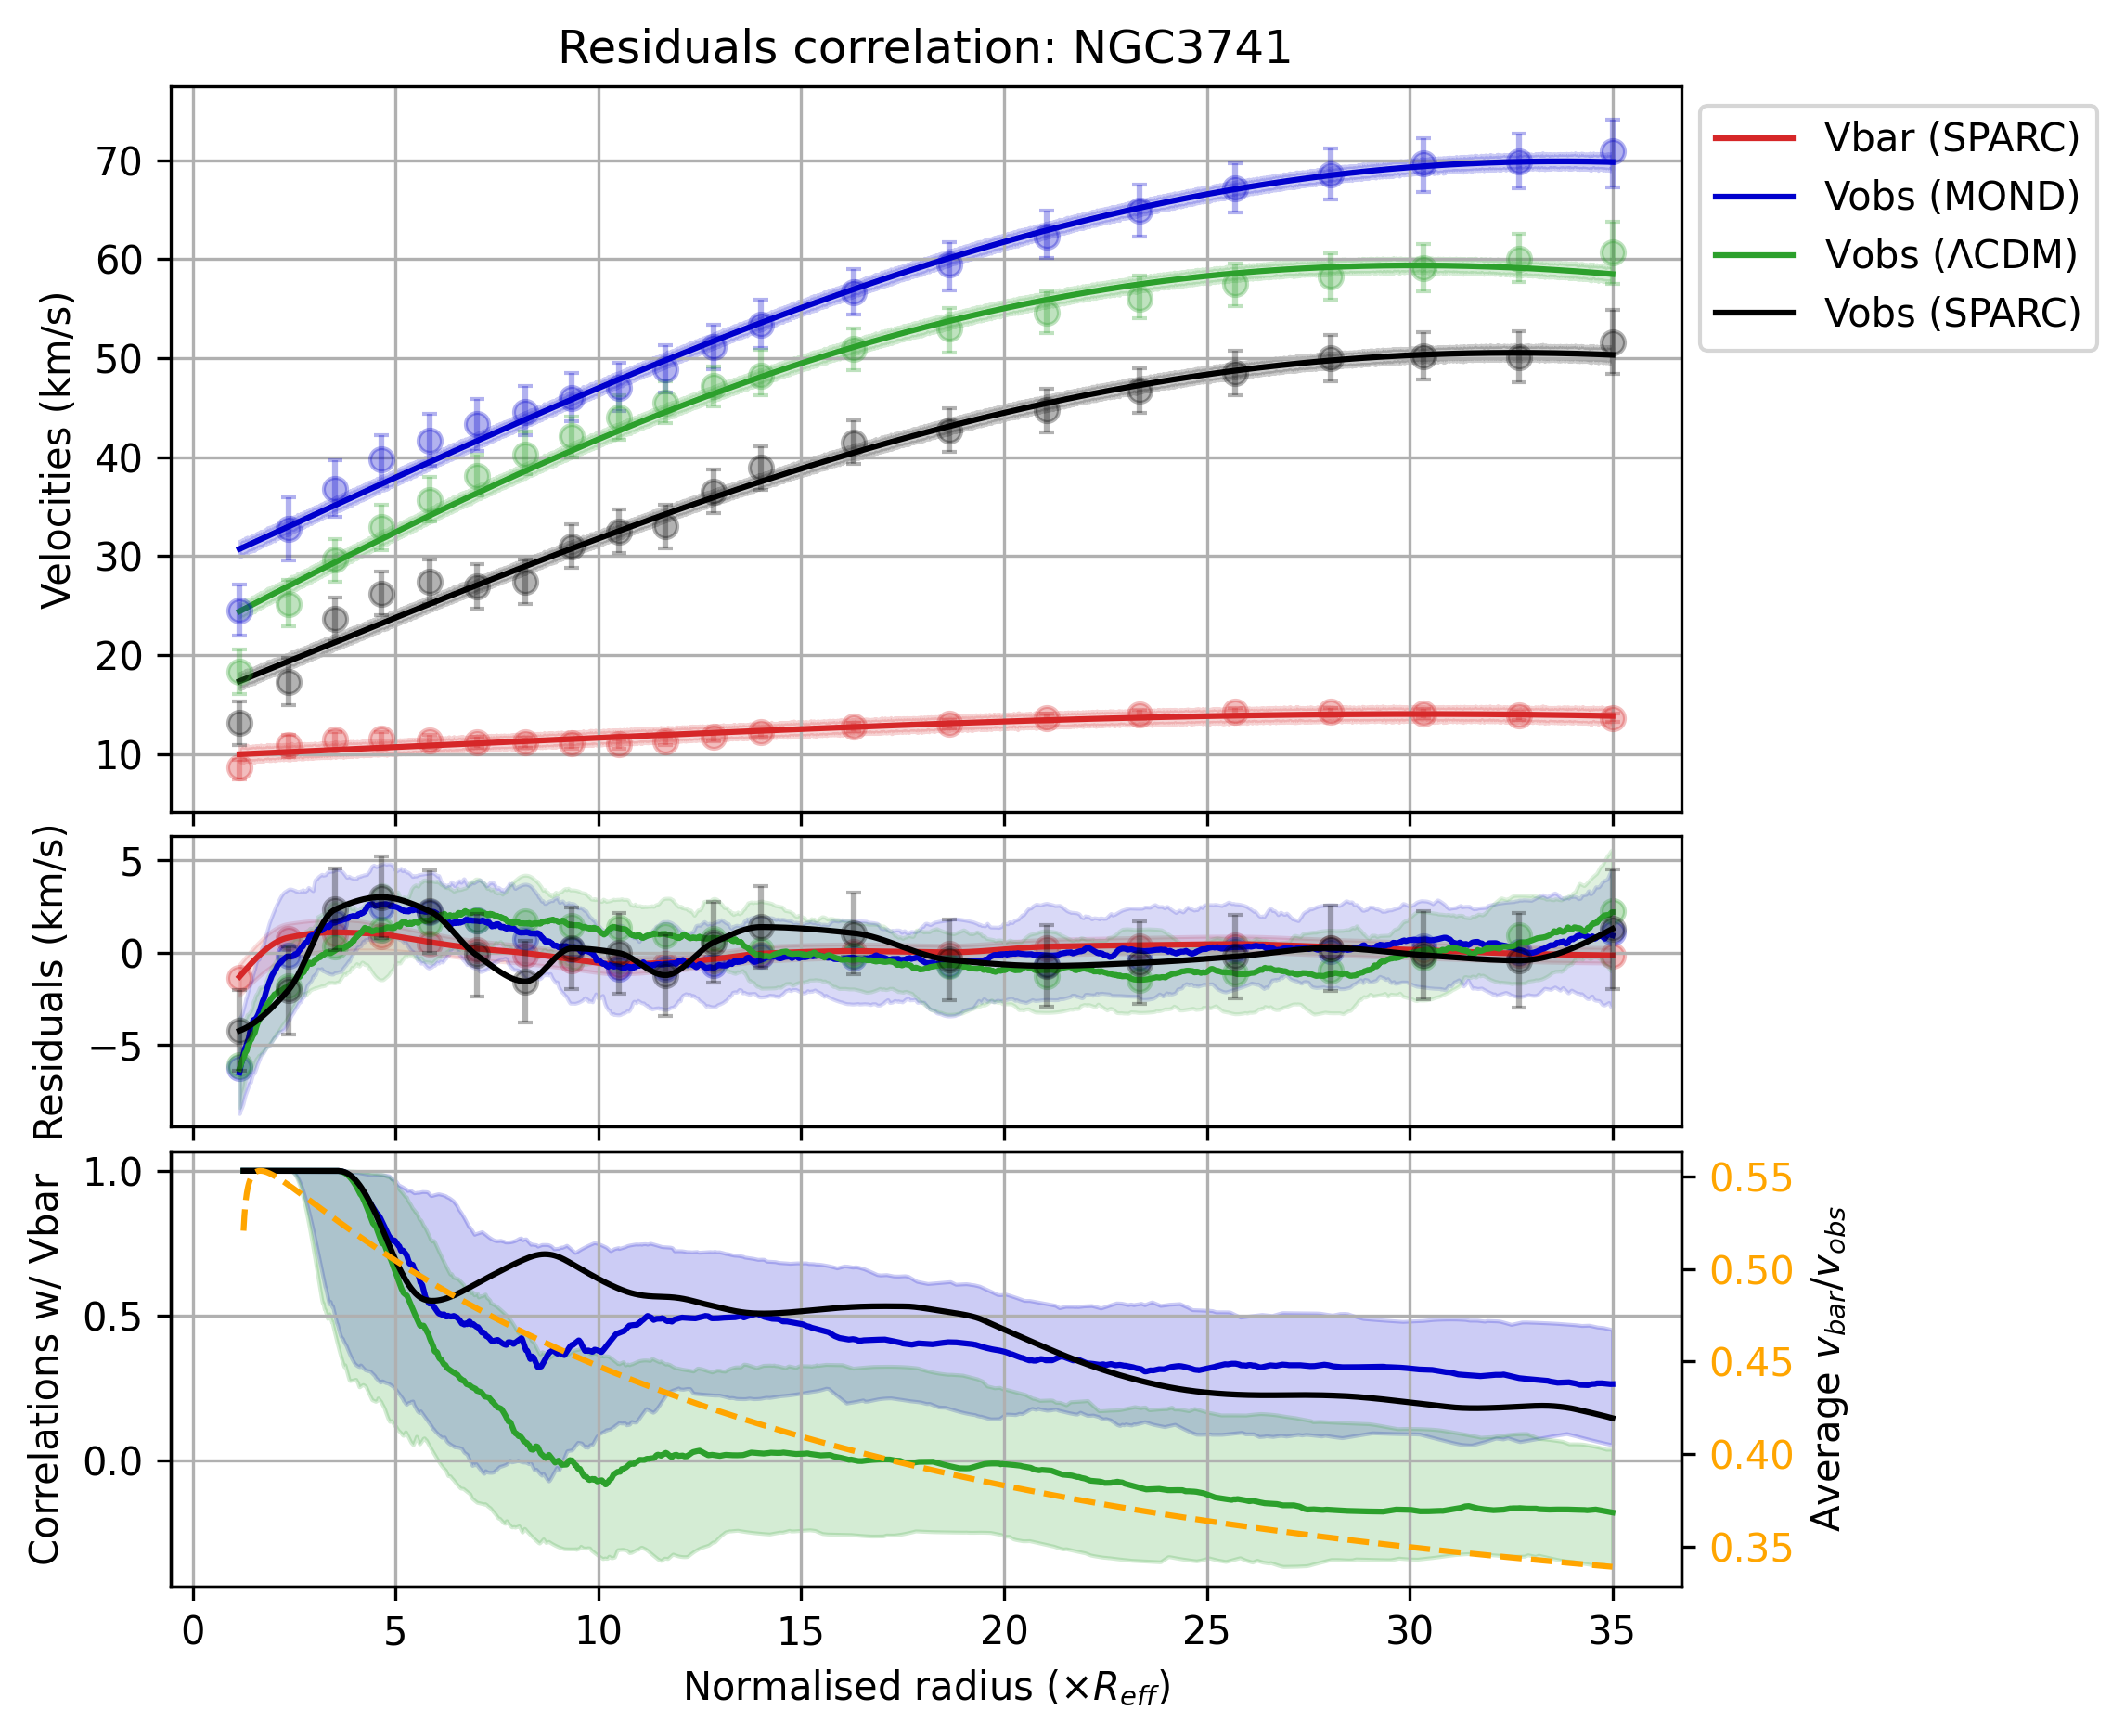 Residuals correlation: NGC3741
Velocities (km/s)
70
60
50
40
30
20
10
Vbar (SPARC)
Vobs (MOND)
Vobs (ΛCDM)
Vobs (SPARC)
Residuals (km/s)
5
0
−5
Correlations w/ Vbar
1.0
0.5
0.0
0.55
0.50
0.45
0.40
0.35
Average v_bar/v_obs
0 5 10 15 20 25 30 35
Normalised radius (×R_eff)